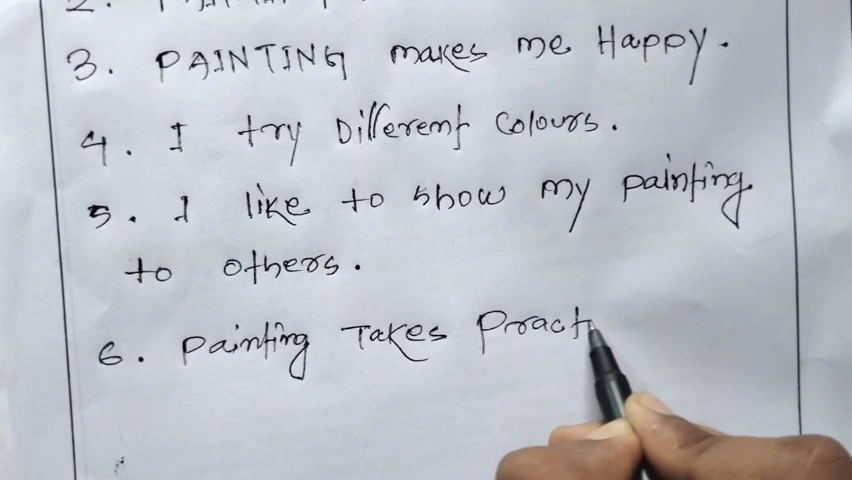 2.
3. PAINTING makes me Happy.
4. I try Different Colours.
5. I like to show my painting
to others.
6. Painting Takes Pract